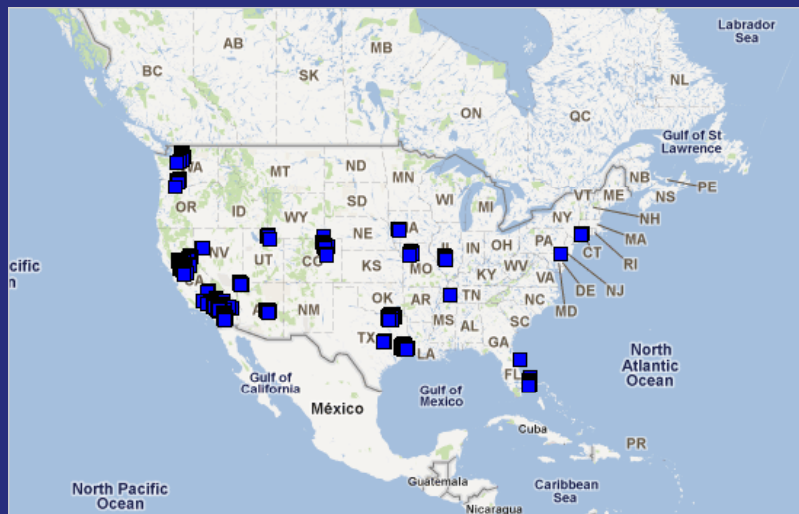 Labrador
Sea
AB
MB
BC
SK
NL
ON
QC
Gulf of St
Lawrence
WA
MT
ND
MN
NB
PE
VT
ME
NS
OR
ID
WY
SD
WI
MI
NY
NH
MA
NV
NE
IA
IL
IN
OH
PA
CT
RI
cific
n
UT
CO
KS
MO
KY
WV
VA
DE
NJ
MD
CA
NM
OK
AR
TN
NC
SC
TX
MS
AL
GA
LA
FL
North
Atlantic
Ocean
Gulf of
California
Gulf of
Mexico
México
Cuba
PR
Guatemala
Caribbean
Sea
North Pacific
Ocean
Nicaragua